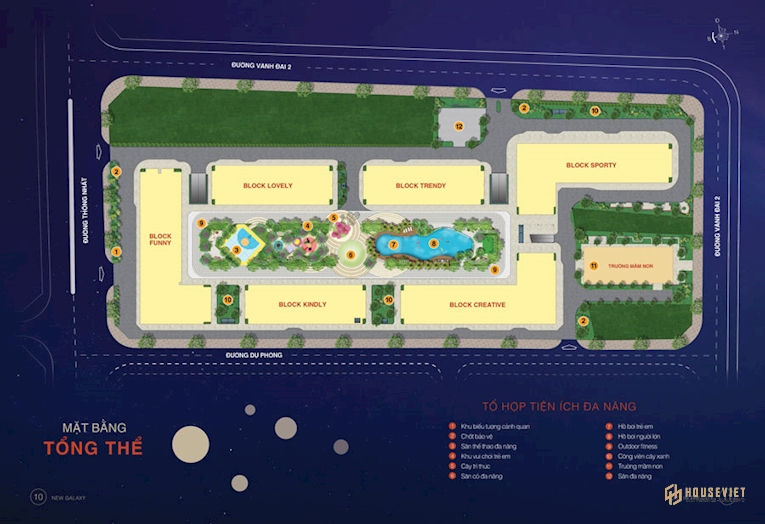 D
B
ĐƯỜNG VÀNH ĐAI 2
2
10
12
BLOCK SPORTY
2
BLOCK LOVELY
BLOCK TRENDY
ĐƯỜNG THỐNG NHẤT
ĐƯỜNG VÀNH ĐAI 2
BLOCK
FUNNY
9
5
4
3
6
7
8
1
9
11
TRƯỜNG MẦM NON
10
10
BLOCK KINDLY
BLOCK CREATIVE
2
ĐƯỜNG DỰ PHÓNG
MẶT BẰNG
TỔNG THỂ
TỔ HỢP TIỆN ÍCH ĐA NĂNG
1 Khu biểu tượng cảnh quan
2 Chốt bảo vệ
3 Sân thể thao đa năng
4 Khu vui chơi trẻ em
5 Cây tri thức
6 Sân cỏ đa năng
7 Hồ bơi trẻ em
8 Hồ bơi người lớn
9 Outdoor fitness
10 Công viên cây xanh
11 Trường mầm non
12 Sân đa năng
10 NEW GALAXY
HOUSEVIET